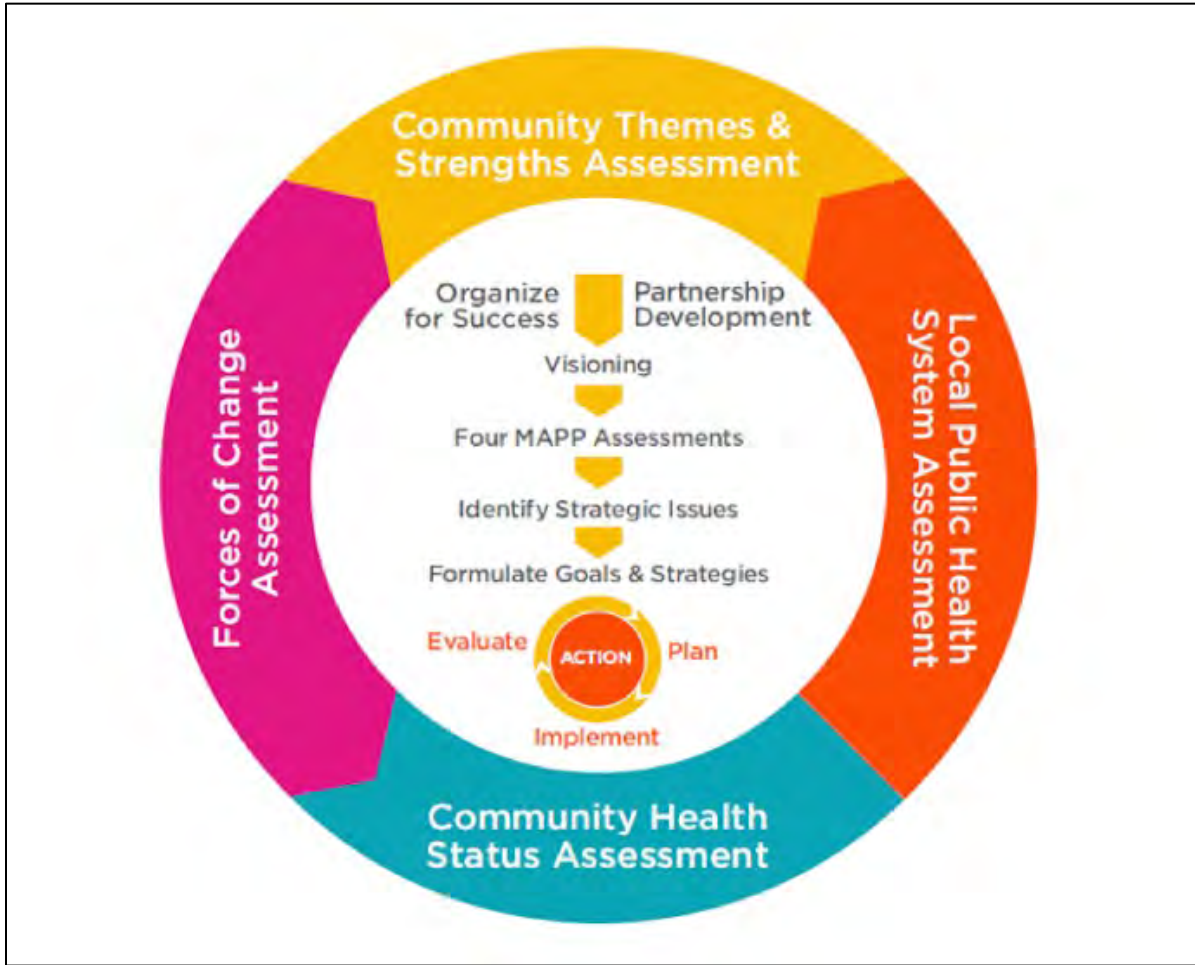 Community Themes &
Strengths Assessment
Organize
for Success
Partnership
Development
Visioning
Four MAPP Assessments
Identify Strategic Issues
Formulate Goals & Strategies
Evaluate
ACTION
Plan
Implement
Forces of Change
Assessment
Local Public Health
System Assessment
Community Health
Status Assessment